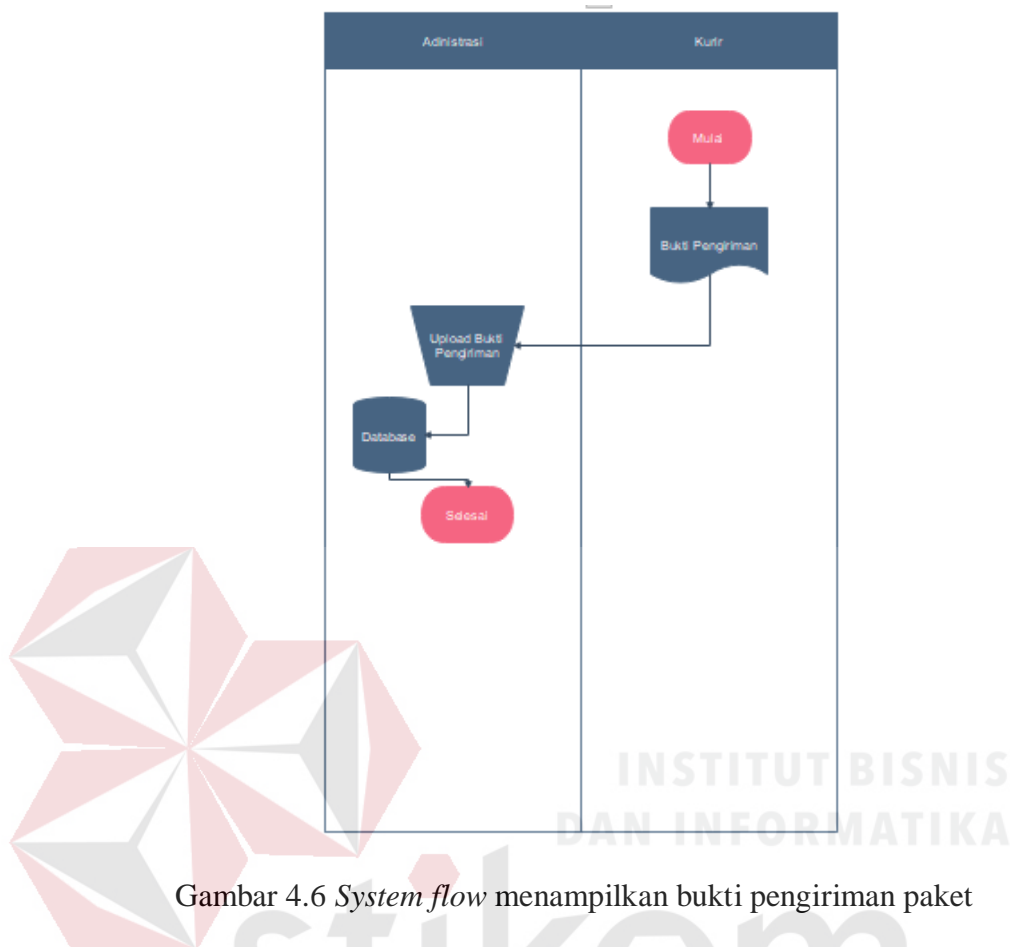 Adinistrasi
Kurir
Mulai
Bukti Pengiriman
Upload Bukti
Pengiriman
Database
Selesai
INSTITUT BISNIS
DAN INFORMATIKA
stikom
Gambar 4.6 System flow menampilkan bukti pengiriman paket